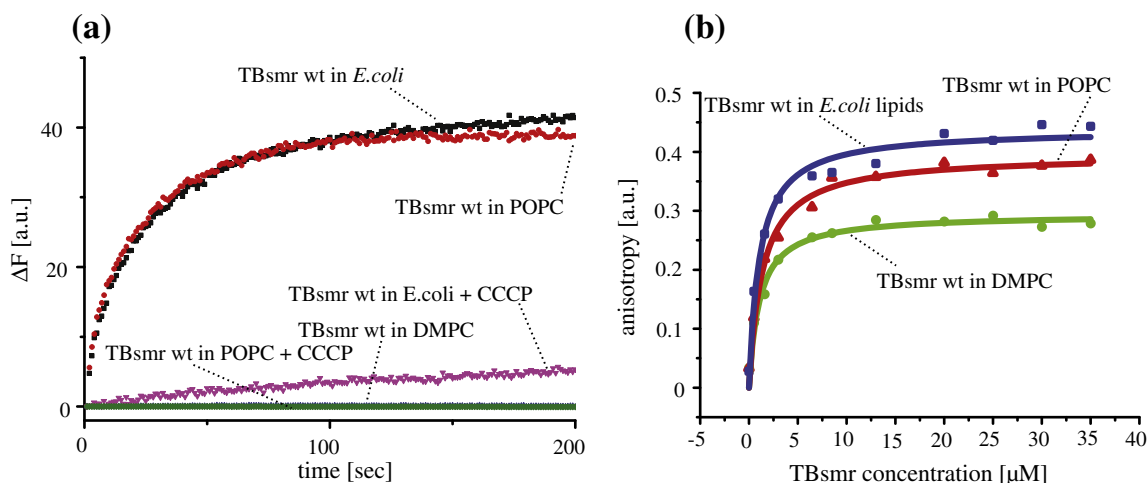 (a)
TBsmr wt in E.coli
TBsmr wt in POPC
TBsmr wt in E.coli + CCCP
TBsmr wt in DMPC
TBsmr wt in POPC + CCCP
ΔF [a.u.]
40
20
0
0
100
200
time [sec]
(b)
TBsmr wt in POPC
TBsmr wt in E.coli lipids
TBsmr wt in DMPC
anisotropy [a.u.]
0.5
0.4
0.3
0.2
0.1
0
-5
0
5
10
15
20
25
30
35
40
TBsmr concentration [µM]